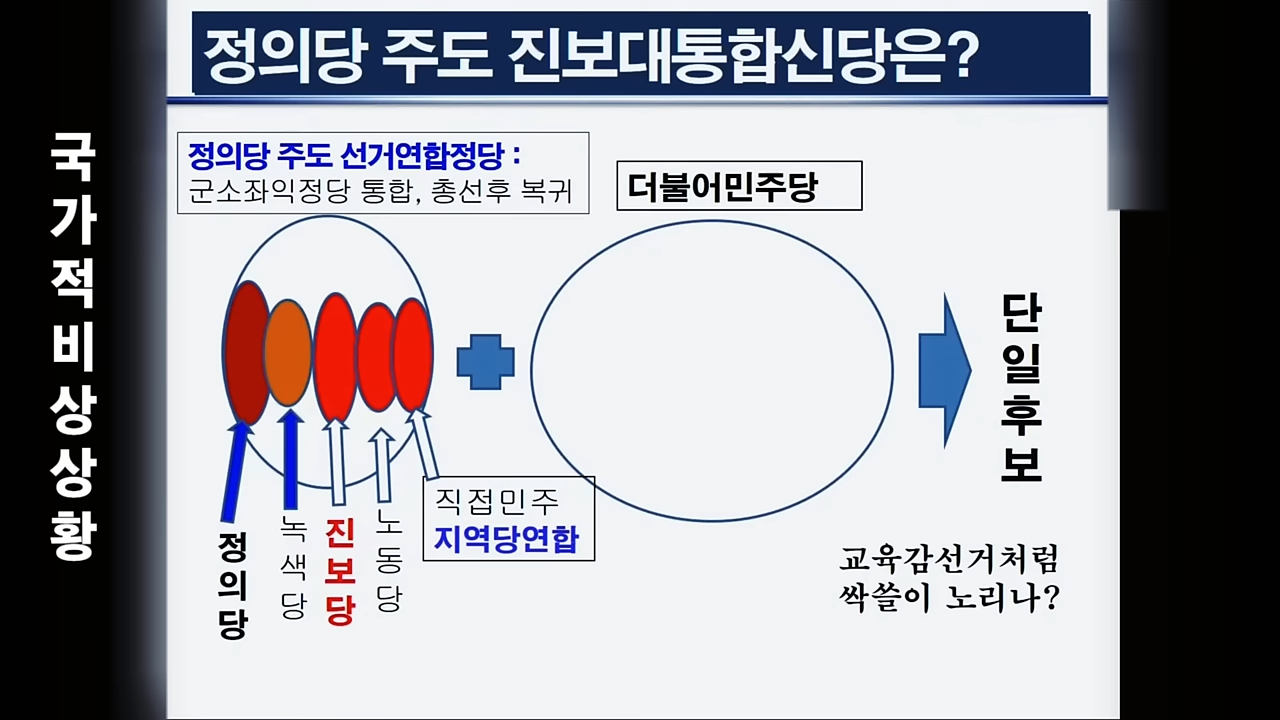 정의당 주도 진보대통합신당은?
국가적비상상황
정의당 주도 선거연합정당 :
군소좌익정당 통합, 총선후 복귀
더불어민주당
단일후보
정의당
녹색당
진보당
노동당
직접민주
지역당연합
교육감선거처럼
싹쓸이 노리나?